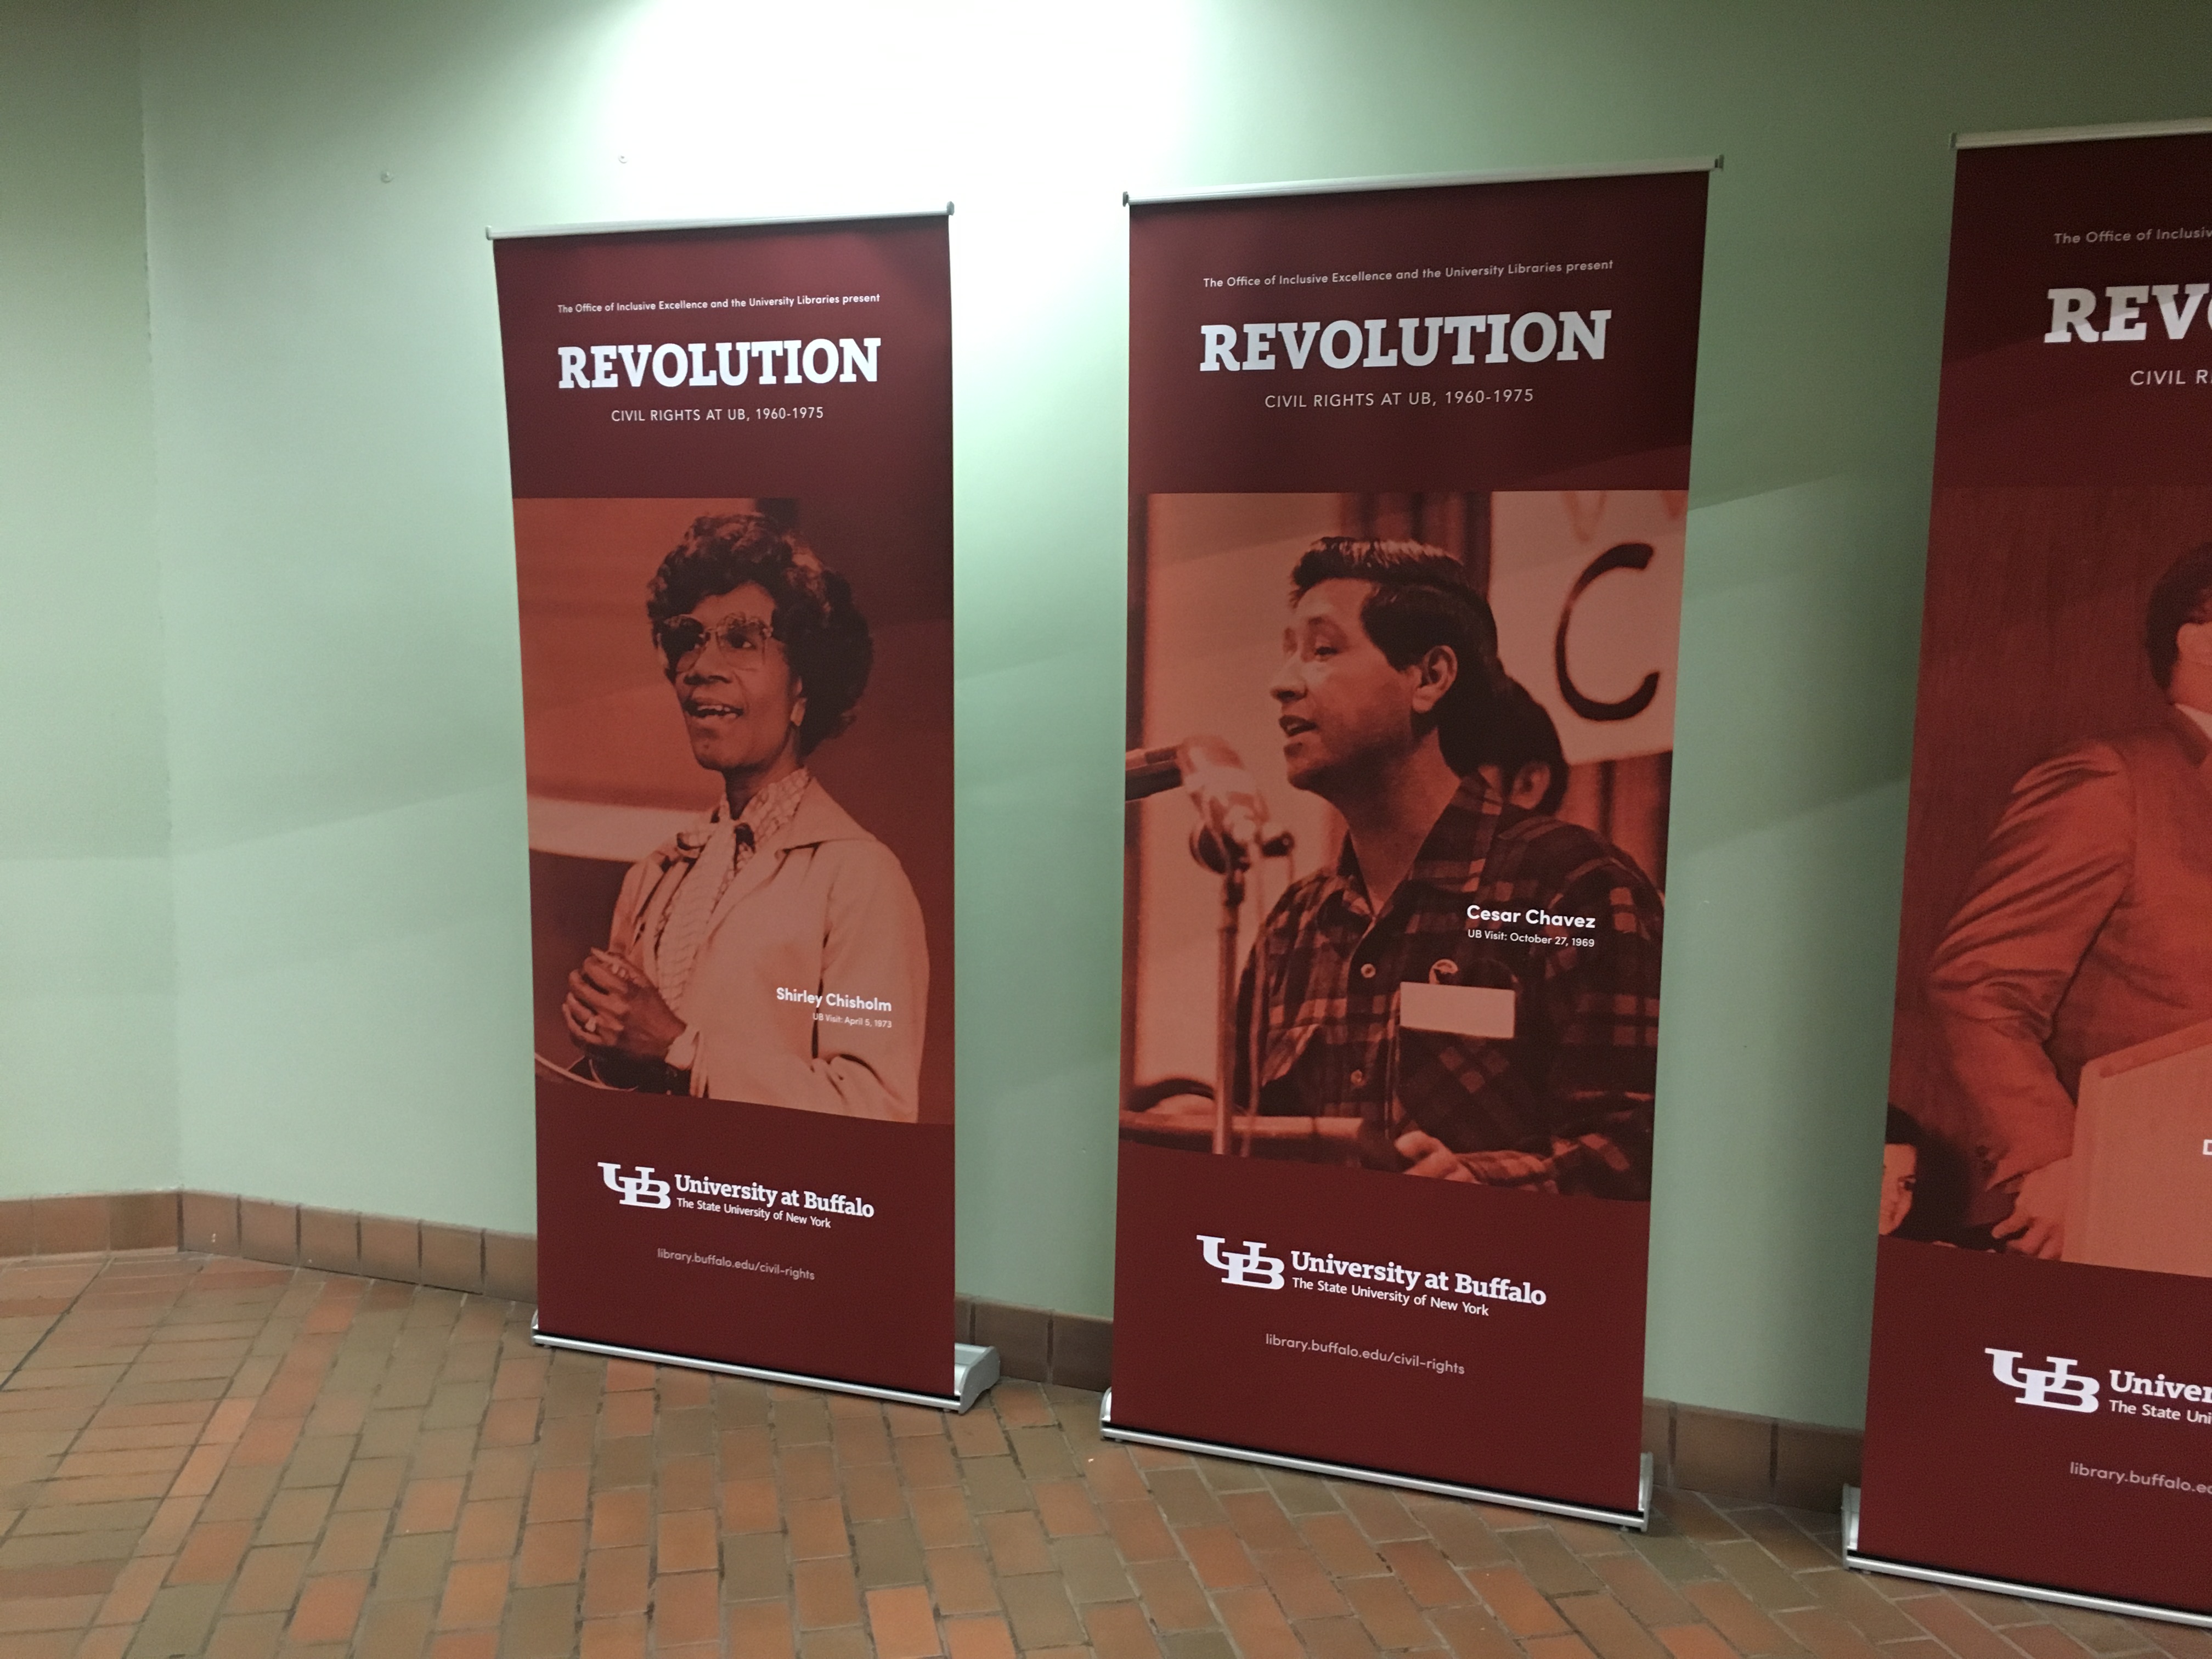 The Office of Inclusive Excellence and the University Libraries present
REVOLUTION
CIVIL RIGHTS AT UB, 1960-1975
Shirley Chisholm
UB Visit: April 5, 1973
UB University at Buffalo
The State University of New York
library.buffalo.edu/civil-rights
The Office of Inclusive Excellence and the University Libraries present
REVOLUTION
CIVIL RIGHTS AT UB, 1960-1975
C
Cesar Chavez
UB Visit: October 27, 1969
UB University at Buffalo
The State University of New York
library.buffalo.edu/civil-rights
The Office of Inclusiv
REVO
CIVIL R
D
UB Univer
The State Uni
library.buffalo.ed